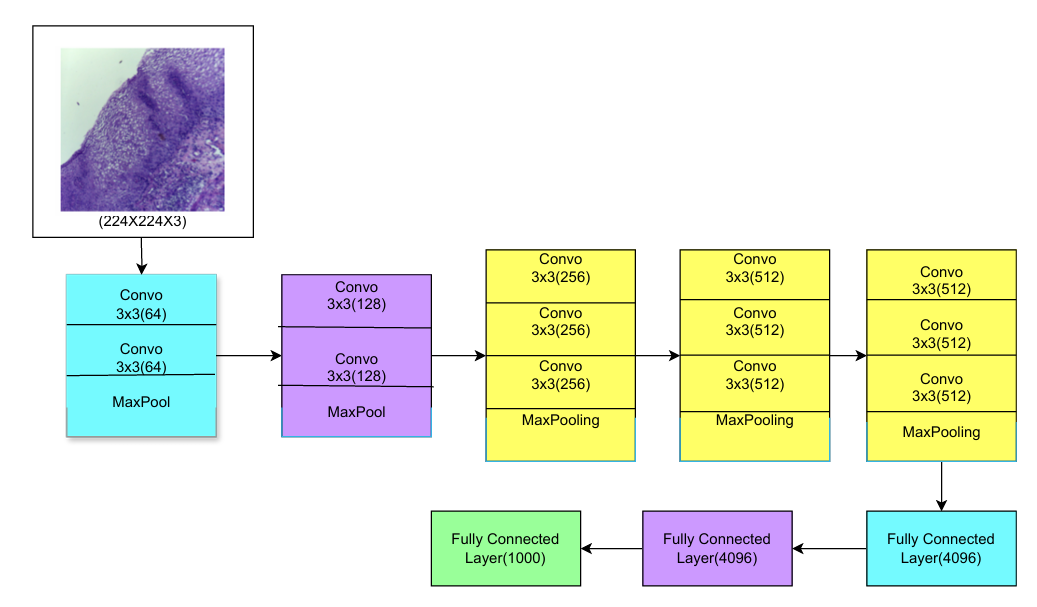 (224X224X3)
Convo
3x3(64)
Convo
3x3(64)
MaxPool
Convo
3x3(128)
Convo
3x3(128)
MaxPool
Convo
3x3(256)
Convo
3x3(256)
Convo
3x3(256)
MaxPooling
Convo
3x3(512)
Convo
3x3(512)
Convo
3x3(512)
MaxPooling
Convo
3x3(512)
Convo
3x3(512)
Convo
3x3(512)
MaxPooling
Fully Connected
Layer(4096)
Fully Connected
Layer(4096)
Fully Connected
Layer(1000)